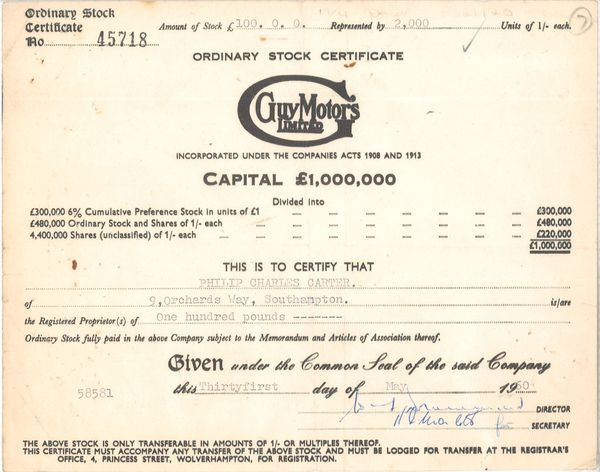 Ordinary Stock
Certificate
No 45718
Amount of Stock £ 100. 0. 0. Represented by 2,000 Units of 1/- each.
7
ORDINARY STOCK CERTIFICATE
Guy Motors
LIMITED
INCORPORATED UNDER THE COMPANIES ACTS 1908 AND 1913
CAPITAL £1,000,000
Divided into
£300,000 6% Cumulative Preference Stock in units of £1 — — — — — — £300,000
£480,000 Ordinary Stock and Shares of 1/- each — — — — — — £480,000
4,400,000 Shares (unclassified) of 1/- each — — — — — — — — £220,000
£1,000,000
THIS IS TO CERTIFY THAT
PHILIP CHARLES CARTER.
of 9,Orchards Way, Southampton. is/are
the Registered Proprietor(s) of One hundred pounds -------
Ordinary Stock fully paid in the above Company subject to the Memorandum and Articles of Association thereof.
Given under the Common Seal of the said Company
58581 this Thirtyfirst day of May 1960.
DIRECTOR
for SECRETARY
THE ABOVE STOCK IS ONLY TRANSFERABLE IN AMOUNTS OF 1/- OR MULTIPLES THEREOF.
THIS CERTIFICATE MUST ACCOMPANY ANY TRANSFER OF THE ABOVE STOCK AND MUST BE LODGED FOR TRANSFER AT THE REGISTRAR'S
OFFICE, 4, PRINCESS STREET, WOLVERHAMPTON, FOR REGISTRATION.